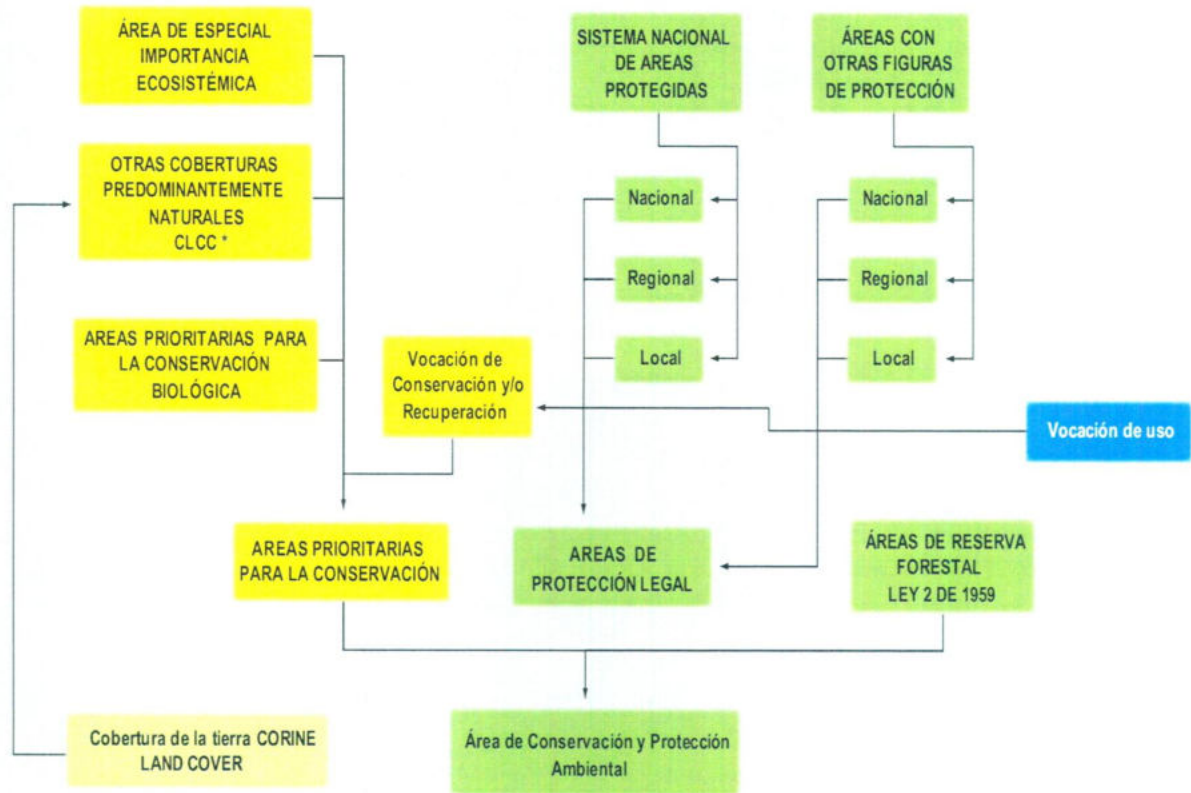 ÁREA DE ESPECIAL
IMPORTANCIA
ECOSISTÉMICA
SISTEMA NACIONAL
DE AREAS
PROTEGIDAS
ÁREAS CON
OTRAS FIGURAS
DE PROTECCIÓN
OTRAS COBERTURAS
PREDOMINANTEMENTE
NATURALES
CLCC *
Nacional
Nacional
Regional
Regional
AREAS PRIORITARIAS PARA
LA CONSERVACIÓN
BIOLÓGICA
Local
Local
Vocación de
Conservación y/o
Recuperación
Vocación de uso
AREAS PRIORITARIAS
PARA LA CONSERVACIÓN
AREAS DE
PROTECCIÓN LEGAL
ÁREAS DE RESERVA
FORESTAL
LEY 2 DE 1959
Cobertura de la tierra CORINE
LAND COVER
Área de Conservación y Protección
Ambiental